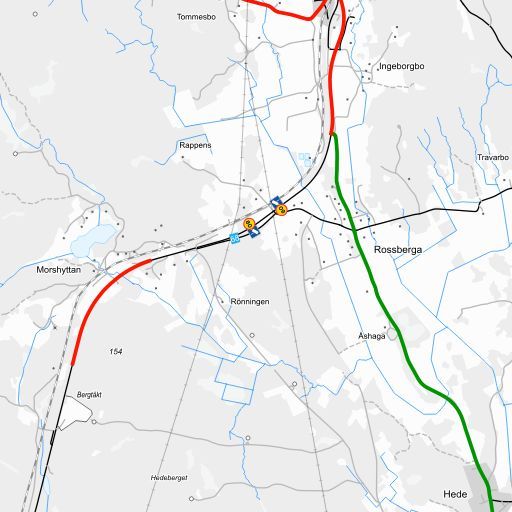 Tommesbo
Ingeborgbo
Rappens
Travarbo
Rossberga
Morshyttan
Rönningen
Åshaga
154
Bergtäkt
Hedeberget
Hede